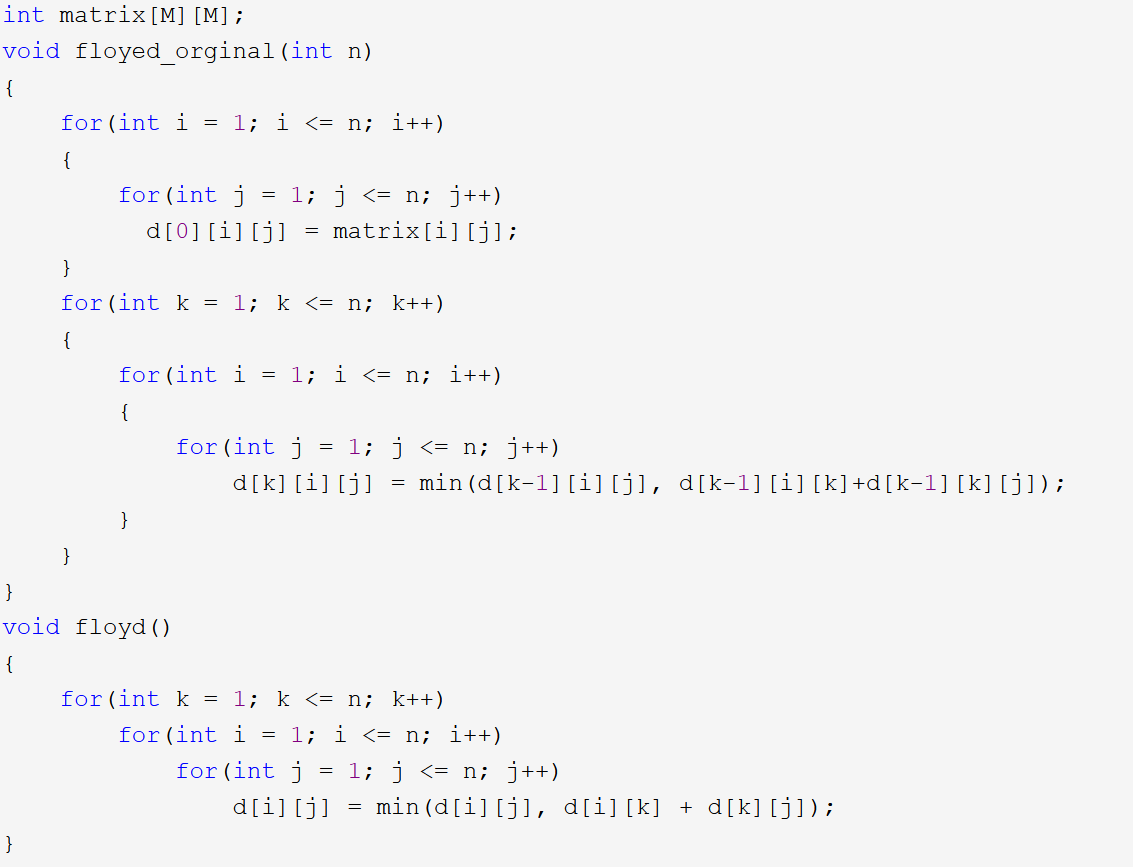 int matrix[M][M];
void floyed_orginal(int n)
{
    for(int i = 1; i <= n; i++)
    {
        for(int j = 1; j <= n; j++)
          d[0][i][j] = matrix[i][j];
    }
    for(int k = 1; k <= n; k++)
    {
        for(int i = 1; i <= n; i++)
        {
            for(int j = 1; j <= n; j++)
                d[k][i][j] = min(d[k-1][i][j], d[k-1][i][k]+d[k-1][k][j]);
        }
    }
}
void floyd()
{
    for(int k = 1; k <= n; k++)
        for(int i = 1; i <= n; i++)
            for(int j = 1; j <= n; j++)
                d[i][j] = min(d[i][j], d[i][k] + d[k][j]);
}